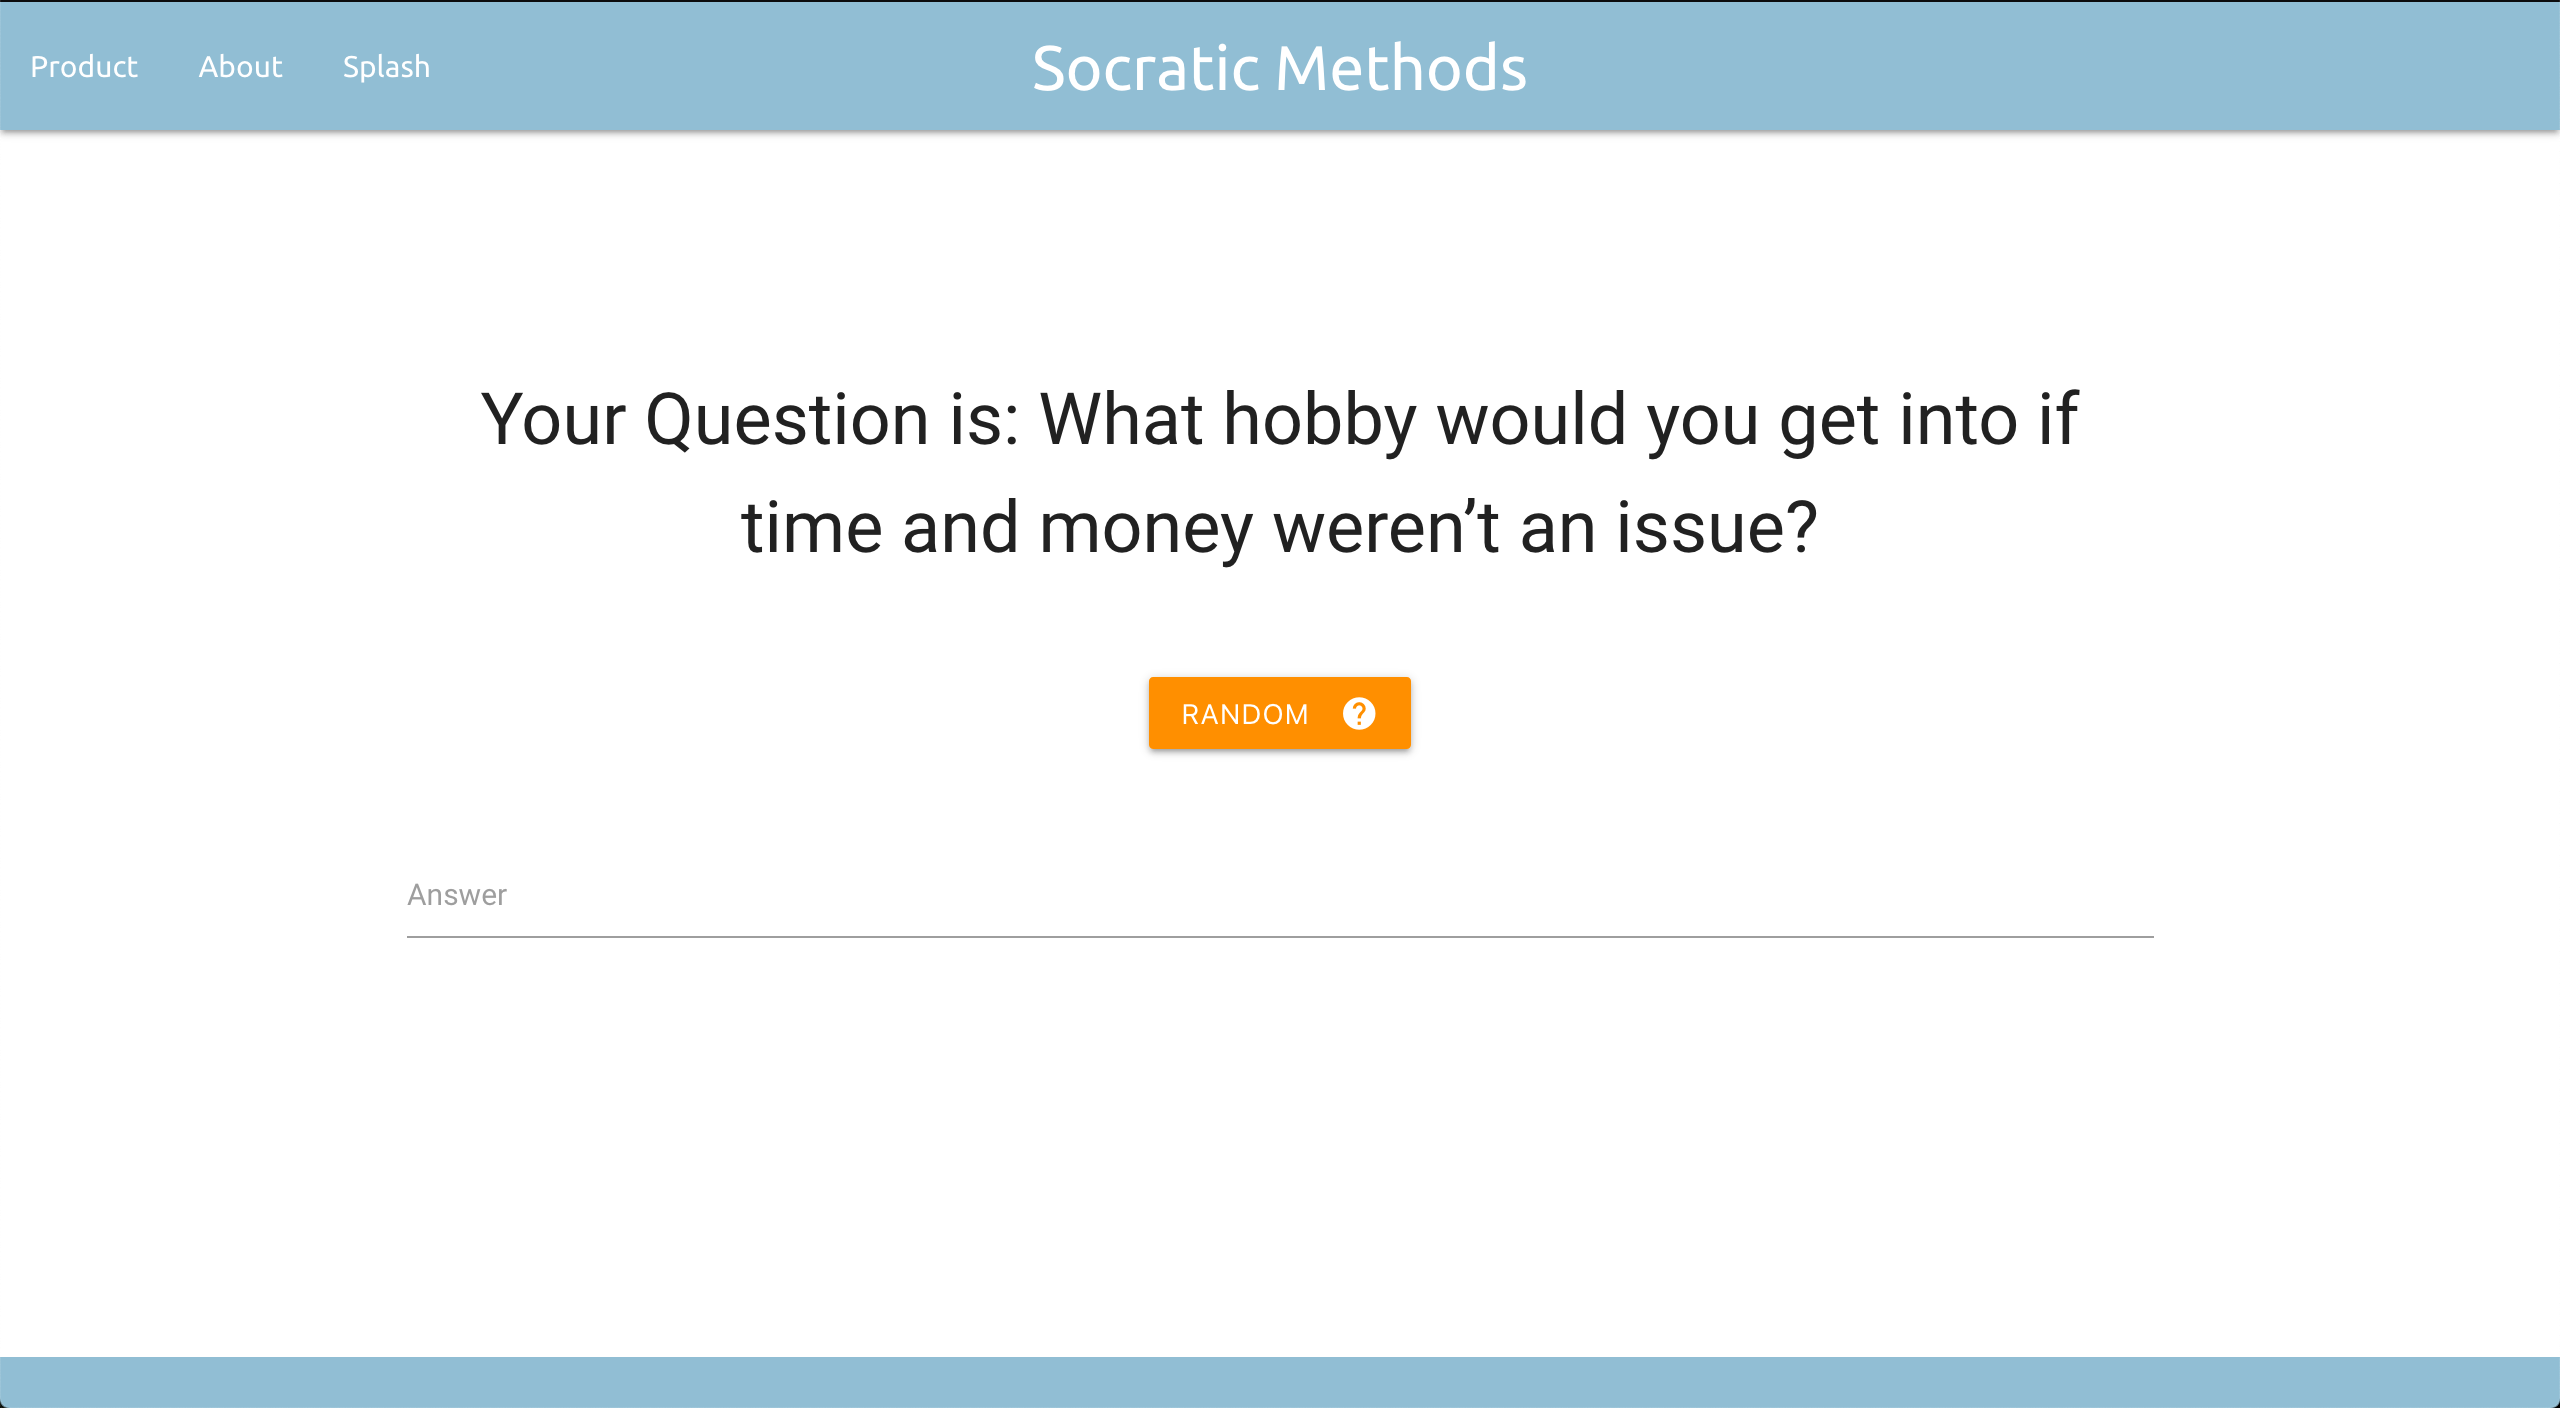 Product About Splash Socratic Methods
Your Question is: What hobby would you get into if
time and money weren’t an issue?
RANDOM ?
Answer